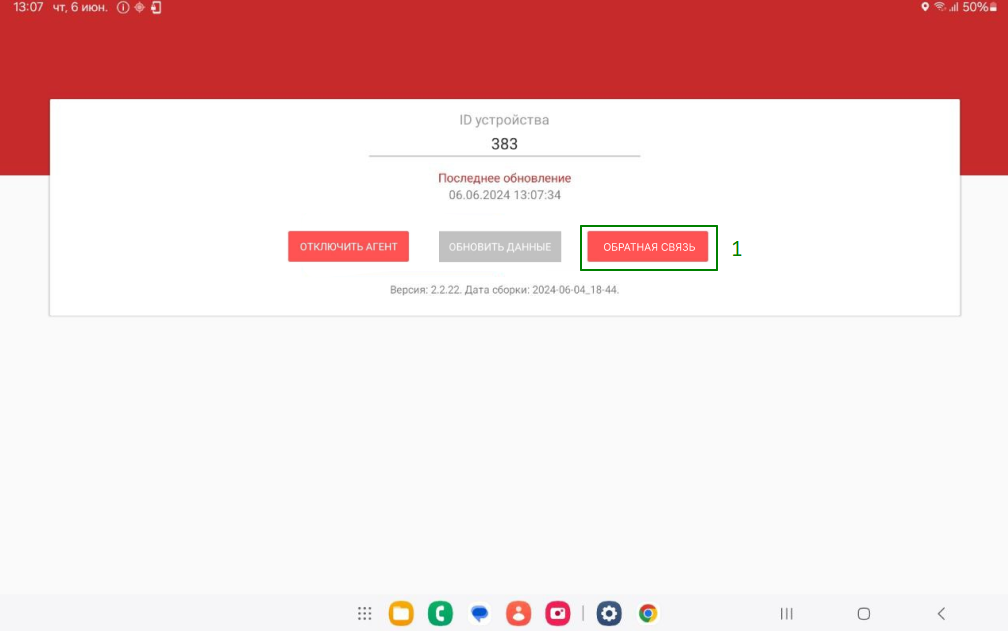 13:07 чт, 6 июн. 50%
ID устройства
383
Последнее обновление
06.06.2024 13:07:34
ОТКЛЮЧИТЬ АГЕНТ ОБНОВИТЬ ДАННЫЕ ОБРАТНАЯ СВЯЗЬ 1
Версия: 2.2.22. Дата сборки: 2024-06-04_18-44.